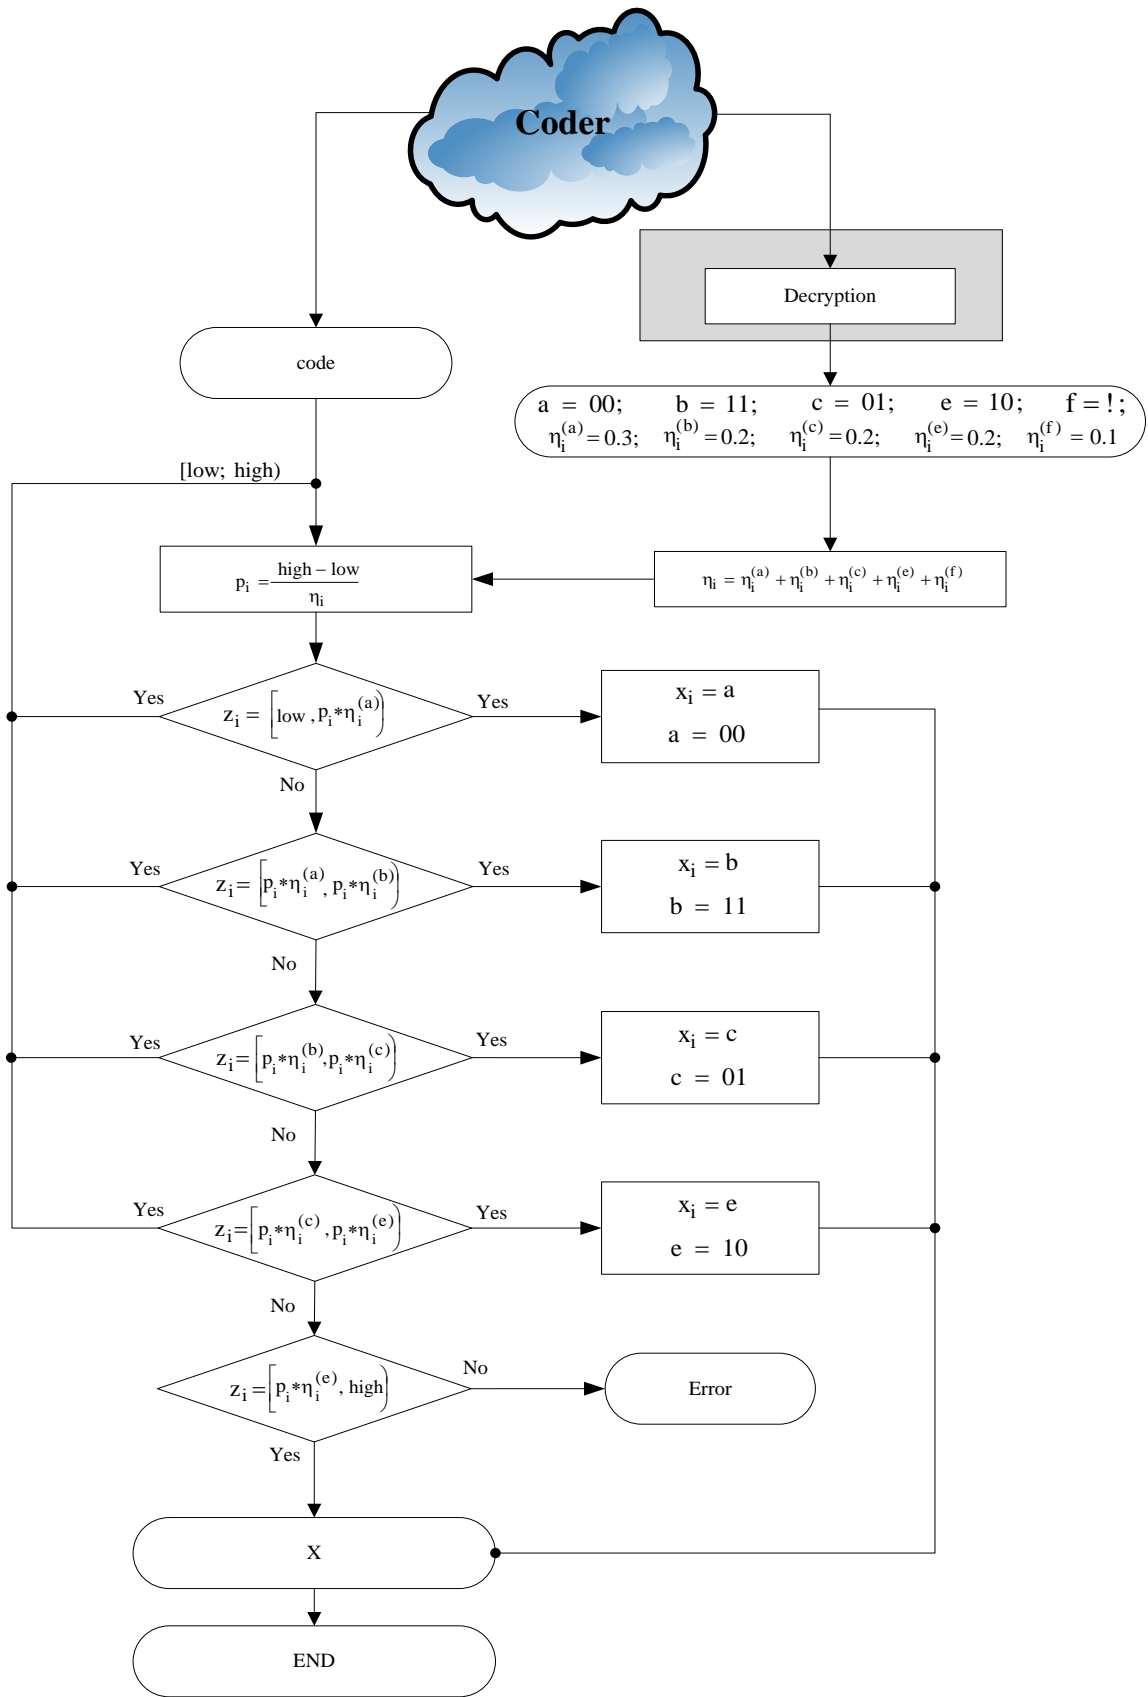 Coder
Decryption
code
a = 00; b = 11; c = 01; e = 10; f = !;
η_i^(a) = 0.3; η_i^(b) = 0.2; η_i^(c) = 0.2; η_i^(e) = 0.2; η_i^(f) = 0.1
[low; high)
p_i = (high – low) / η_i
η_i = η_i^(a) + η_i^(b) + η_i^(c) + η_i^(e) + η_i^(f)
Yes
z_i = [low, p_i*η_i^(a))
Yes
x_i = a
a = 00
No
Yes
z_i = [p_i*η_i^(a), p_i*η_i^(b))
Yes
x_i = b
b = 11
No
Yes
z_i = [p_i*η_i^(b), p_i*η_i^(c))
Yes
x_i = c
c = 01
No
Yes
z_i = [p_i*η_i^(c), p_i*η_i^(e))
Yes
x_i = e
e = 10
No
z_i = [p_i*η_i^(e), high)
No
Error
Yes
X
END